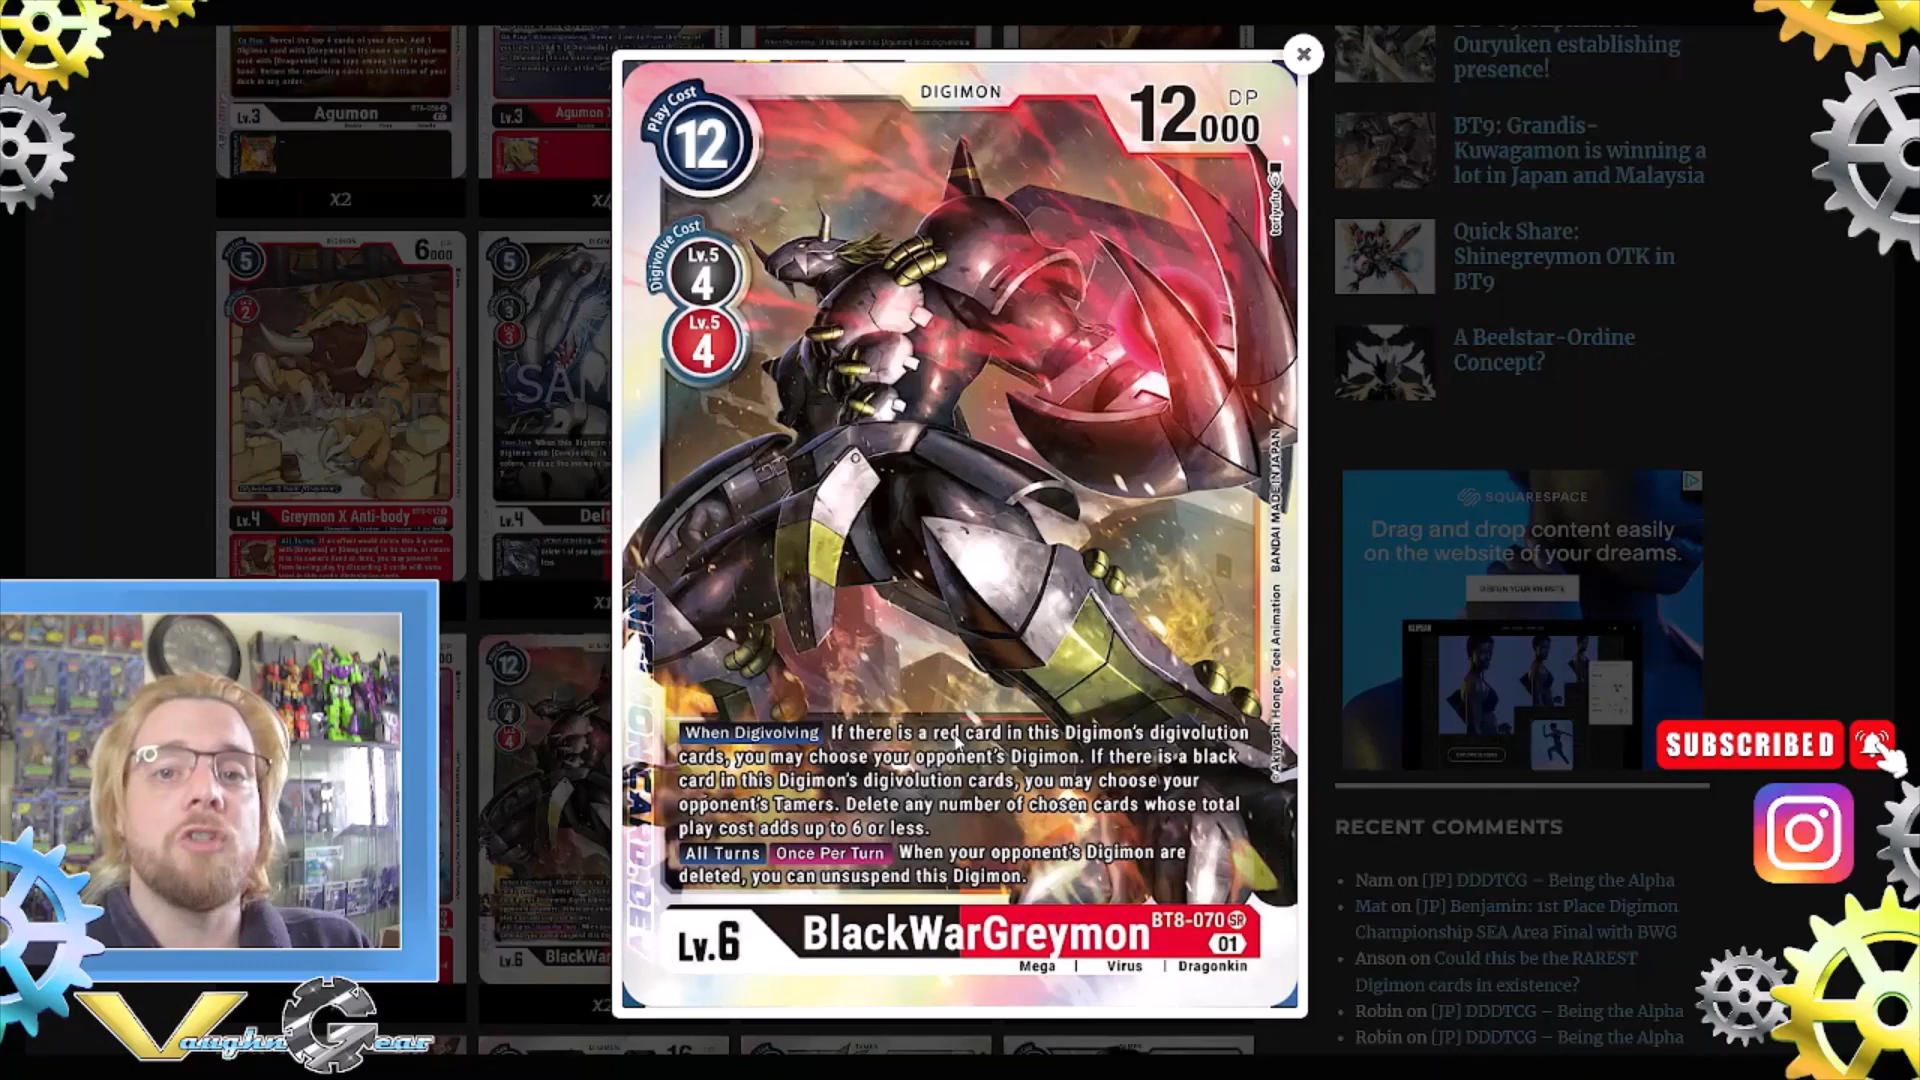 Lv.3
Agumon
X2
Lv.3
Agumon X
DIGIMON
5
6000
Lv.4
Greymon X Anti-body
5
Lv.4
12
4
4
Lv.6
BlackWar
DIGIMON
Play Cost
12
12000
DP
Digivolve Cost
Lv.5
4
Lv.5
4
toriyufu
BANDAI MADE IN JAPAN
©Akiyoshi Hongo, Toei Animation
When Digivolving If there is a red card in this Digimon's digivolution
cards, you may choose your opponent's Digimon. If there is a black
card in this Digimon's digivolution cards, you may choose your
opponent's Tamers. Delete any number of chosen cards whose total
play cost adds up to 6 or less.
All Turns Once Per Turn When your opponent's Digimon are
deleted, you can unsuspend this Digimon.
Lv.6
BlackWarGreymon
BT8-070 SR
01
Mega | Virus | Dragonkin
Ouryuken establishing
presence!
BT9: Grandis-
Kuwagamon is winning a
lot in Japan and Malaysia
Quick Share:
Shinegreymon OTK in
BT9
A Beelstar-Ordine
Concept?
SQUARESPACE
Drag and drop content easily
on the website of your dreams.
DESIGN YOUR WEBSITE
SUBSCRIBED
RECENT COMMENTS
Nam on [JP] DDDTCG – Being the Alpha
Mat on [JP] Benjamin: 1st Place Digimon
Championship SEA Area Final with BWG
Anson on Could this be the RAREST
Digimon cards in existence?
Robin on [JP] DDDTCG – Being the Alpha
Robin on [JP] DDDTCG – Being the Alpha
Vaughn Gear